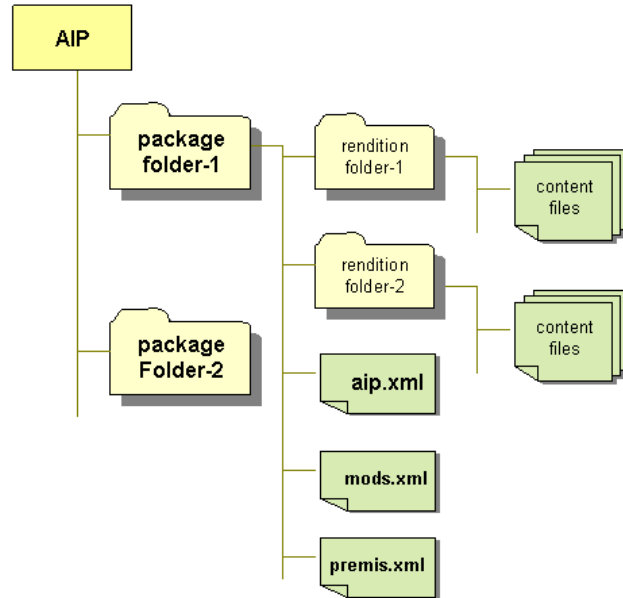 AIP
package
folder-1
rendition
folder-1
content
files
rendition
folder-2
content
files
package
Folder-2
aip.xml
mods.xml
premis.xml